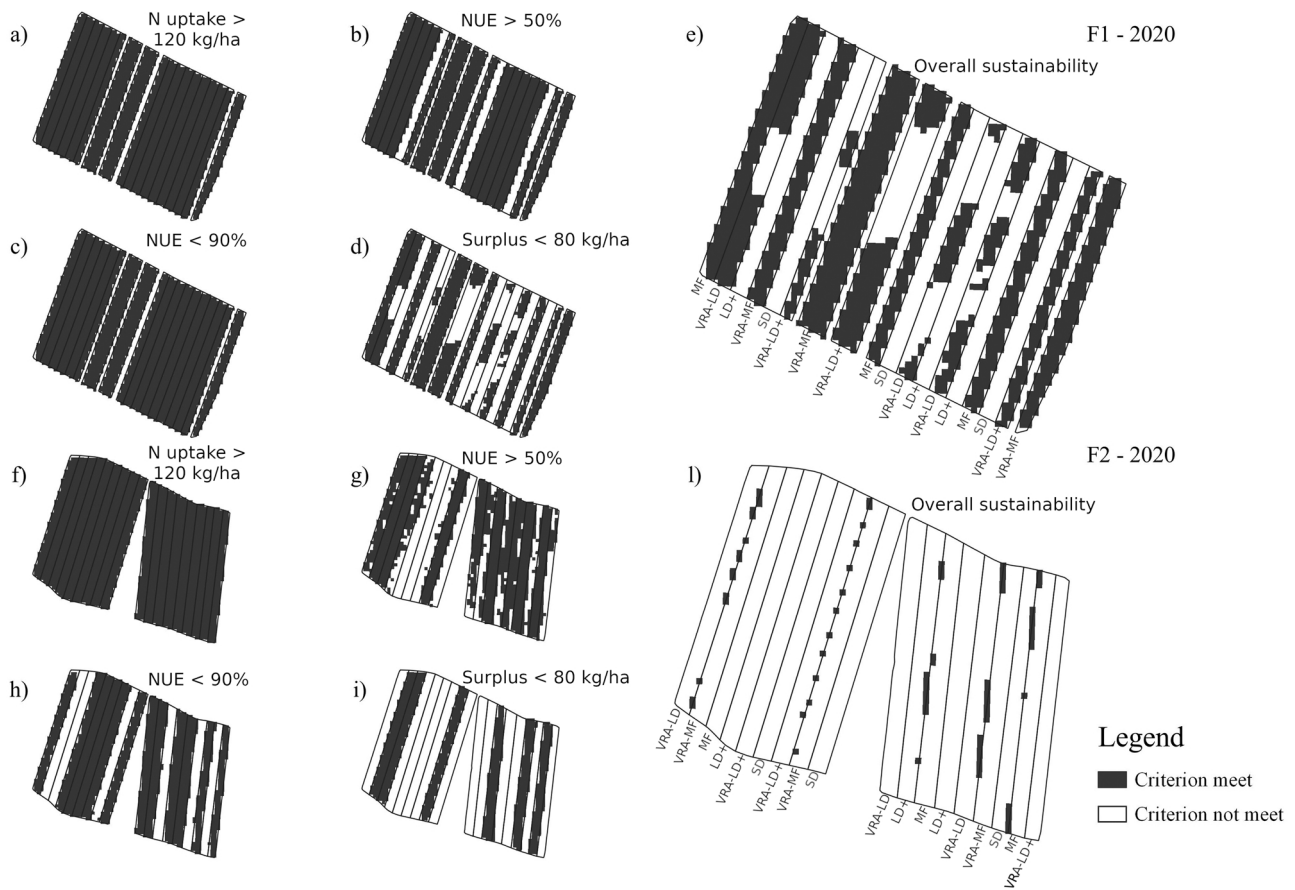 a)
N uptake >
120 kg/ha
b)
NUE > 50%
c)
NUE < 90%
d)
Surplus < 80 kg/ha
e)
F1 - 2020
Overall sustainability
MF
VRA-LD
LD+
VRA-MF
SD
VRA-LD+
VRA-MF
VRA-LD+
MF
SD
VRA-LD
LD+
VRA-LD
LD+
MF
SD
VRA-LD+
VRA-MF
f)
N uptake >
120 kg/ha
g)
NUE > 50%
h)
NUE < 90%
i)
Surplus < 80 kg/ha
l)
F2 - 2020
Overall sustainability
VRA-LD
VRA-MF
MF
LD+
VRA-LD+
SD
VRA-LD+
VRA-MF
SD
VRA-LD
LD+
MF
LD+
VRA-LD
VRA-MF
SD
MF
VRA-LD+
Legend
Criterion meet
Criterion not meet